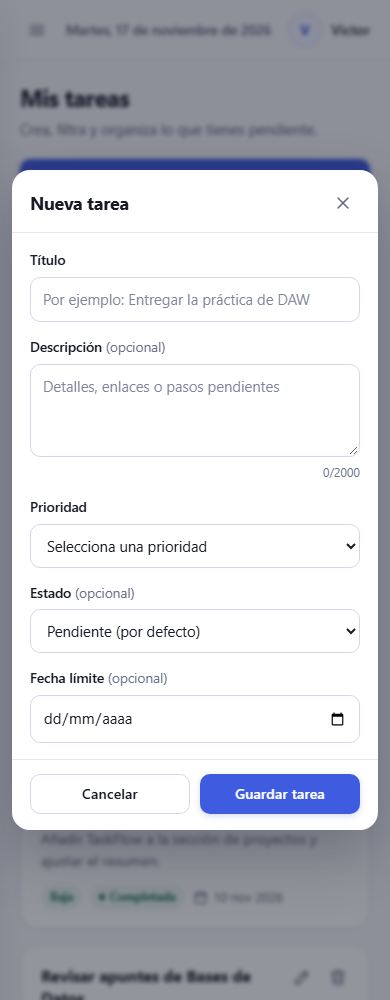 Martes, 17 de noviembre de 2026
V
Víctor
Mis tareas
Crea, filtra y organiza lo que tienes pendiente.
Nueva tarea
Título
Por ejemplo: Entregar la práctica de DAW
Descripción (opcional)
Detalles, enlaces o pasos pendientes
0/2000
Prioridad
Selecciona una prioridad
Estado (opcional)
Pendiente (por defecto)
Fecha límite (opcional)
dd/mm/aaaa
Cancelar
Guardar tarea
Añadir TaskFlow a la sección de proyectos y
ajustar el resumen.
Baja
Completada
10 nov 2026
Revisar apuntes de Bases de
Datos